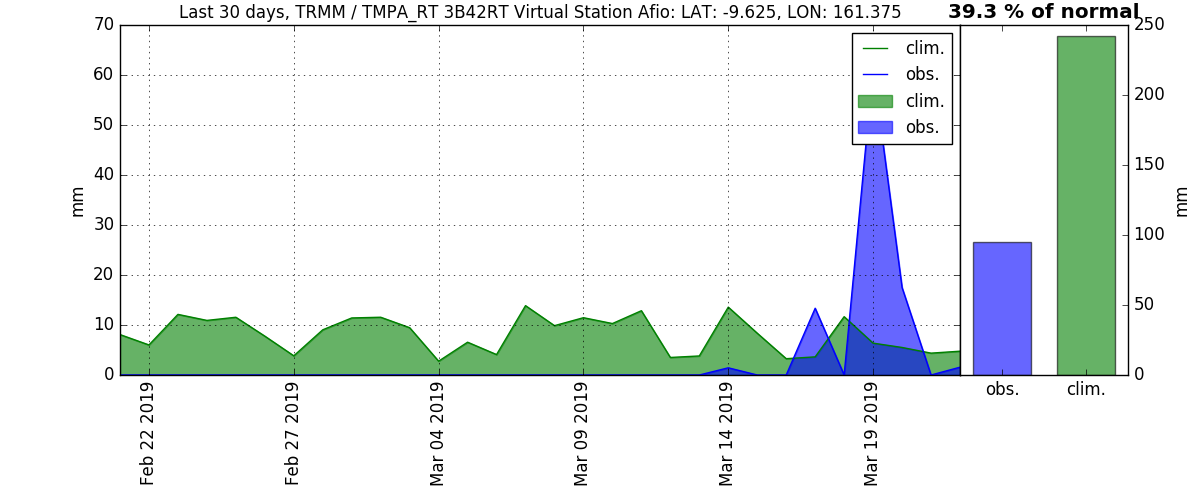 Last 30 days, TRMM / TMPA_RT 3B42RT Virtual Station Afio: LAT: -9.625, LON: 161.375
39.3 % of normal
70
60
50
40
30
20
10
0
mm
clim.
obs.
clim.
obs.
Feb 22 2019
Feb 27 2019
Mar 04 2019
Mar 09 2019
Mar 14 2019
Mar 19 2019
250
200
150
100
50
0
mm
obs.
clim.